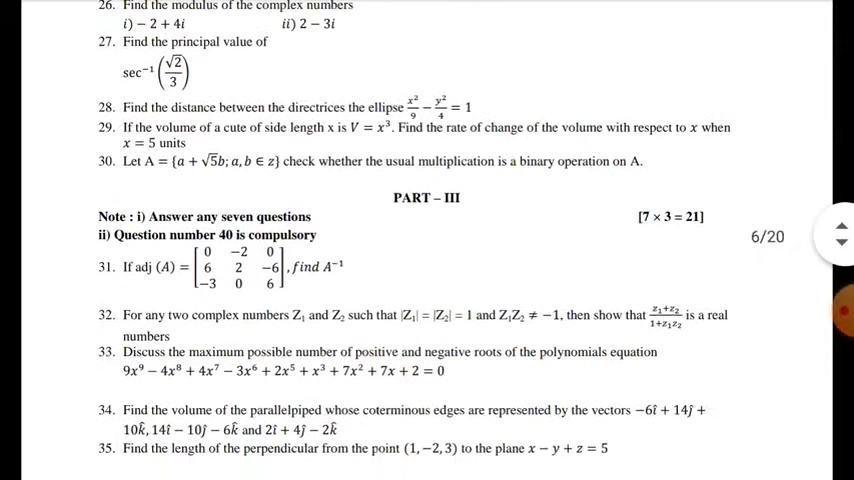 26. Find the modulus of the complex numbers
i) − 2 + 4i ii) 2 − 3i
27. Find the principal value of
sec⁻¹ (√2/3)
28. Find the distance between the directrices the ellipse x²/9 − y²/4 = 1
29. If the volume of a cute of side length x is V = x³. Find the rate of change of the volume with respect to x when
x = 5 units
30. Let A = {a + √5b; a, b ∈ z} check whether the usual multiplication is a binary operation on A.
PART – III
Note : i) Answer any seven questions [7 × 3 = 21]
ii) Question number 40 is compulsory
6/20
31. If adj (A) = [0 −2 0
6 2 −6
−3 0 6], find A⁻¹
32. For any two complex numbers Z₁ and Z₂ such that |Z₁| = |Z₂| = 1 and Z₁Z₂ ≠ −1, then show that z₁+z₂/1+z₁z₂ is a real
numbers
33. Discuss the maximum possible number of positive and negative roots of the polynomials equation
9x⁹ − 4x⁸ + 4x⁷ − 3x⁶ + 2x⁵ + x³ + 7x² + 7x + 2 = 0
34. Find the volume of the parallelpiped whose coterminous edges are represented by the vectors −6î + 14ĵ +
10k̂, 14î − 10ĵ − 6k̂ and 2î + 4ĵ − 2k̂
35. Find the length of the perpendicular from the point (1, −2, 3) to the plane x − y + z = 5